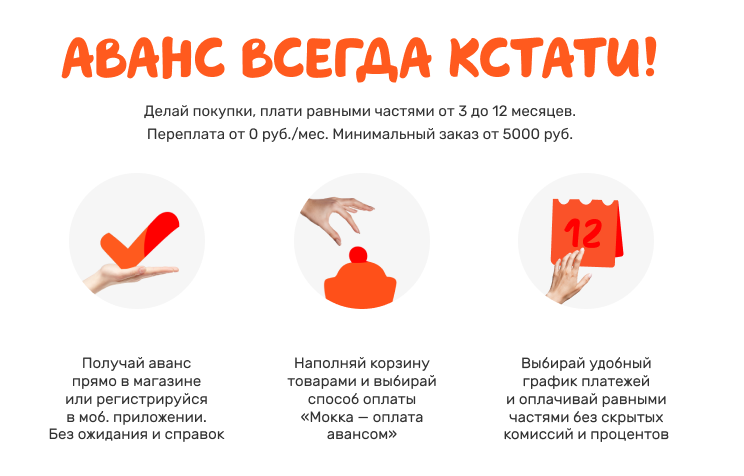 АВАНС ВСЕГДА КСТАТИ!
Делай покупки, плати равными частями от 3 до 12 месяцев.
Переплата от 0 руб./мес. Минимальный заказ от 5000 руб.
12
Получай аванс
прямо в магазине
или регистрируйся
в моб. приложении.
Без ожидания и справок
Наполняй корзину
товарами и выбирай
способ оплаты
«Мокка — оплата
авансом»
Выбирай удобный
график платежей
и оплачивай равными
частями без скрытых
комиссий и процентов